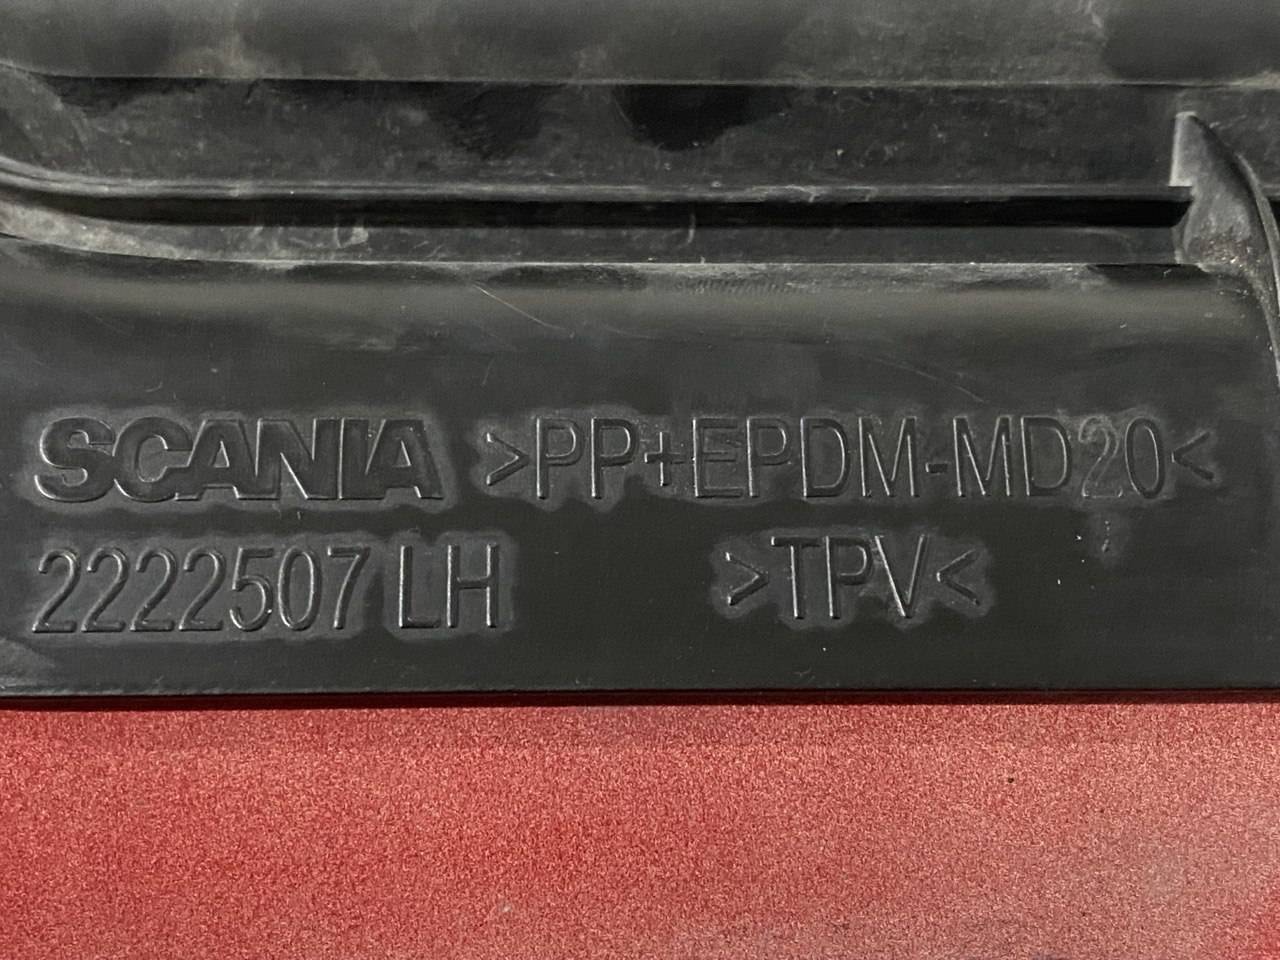 SCANIA >PP+EPDM-MD20<
2222507 LH >TPV<